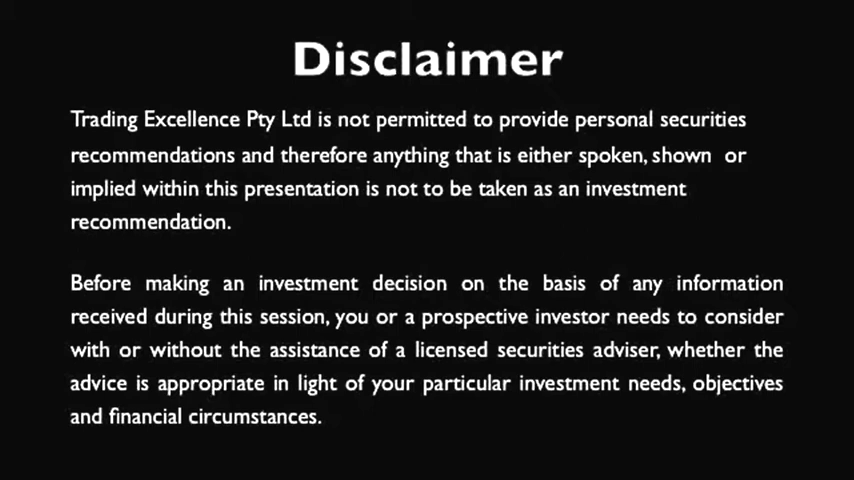 Disclaimer
Trading Excellence Pty Ltd is not permitted to provide personal securities
recommendations and therefore anything that is either spoken, shown or
implied within this presentation is not to be taken as an investment
recommendation.
Before making an investment decision on the basis of any information
received during this session, you or a prospective investor needs to consider
with or without the assistance of a licensed securities adviser, whether the
advice is appropriate in light of your particular investment needs, objectives
and financial circumstances.